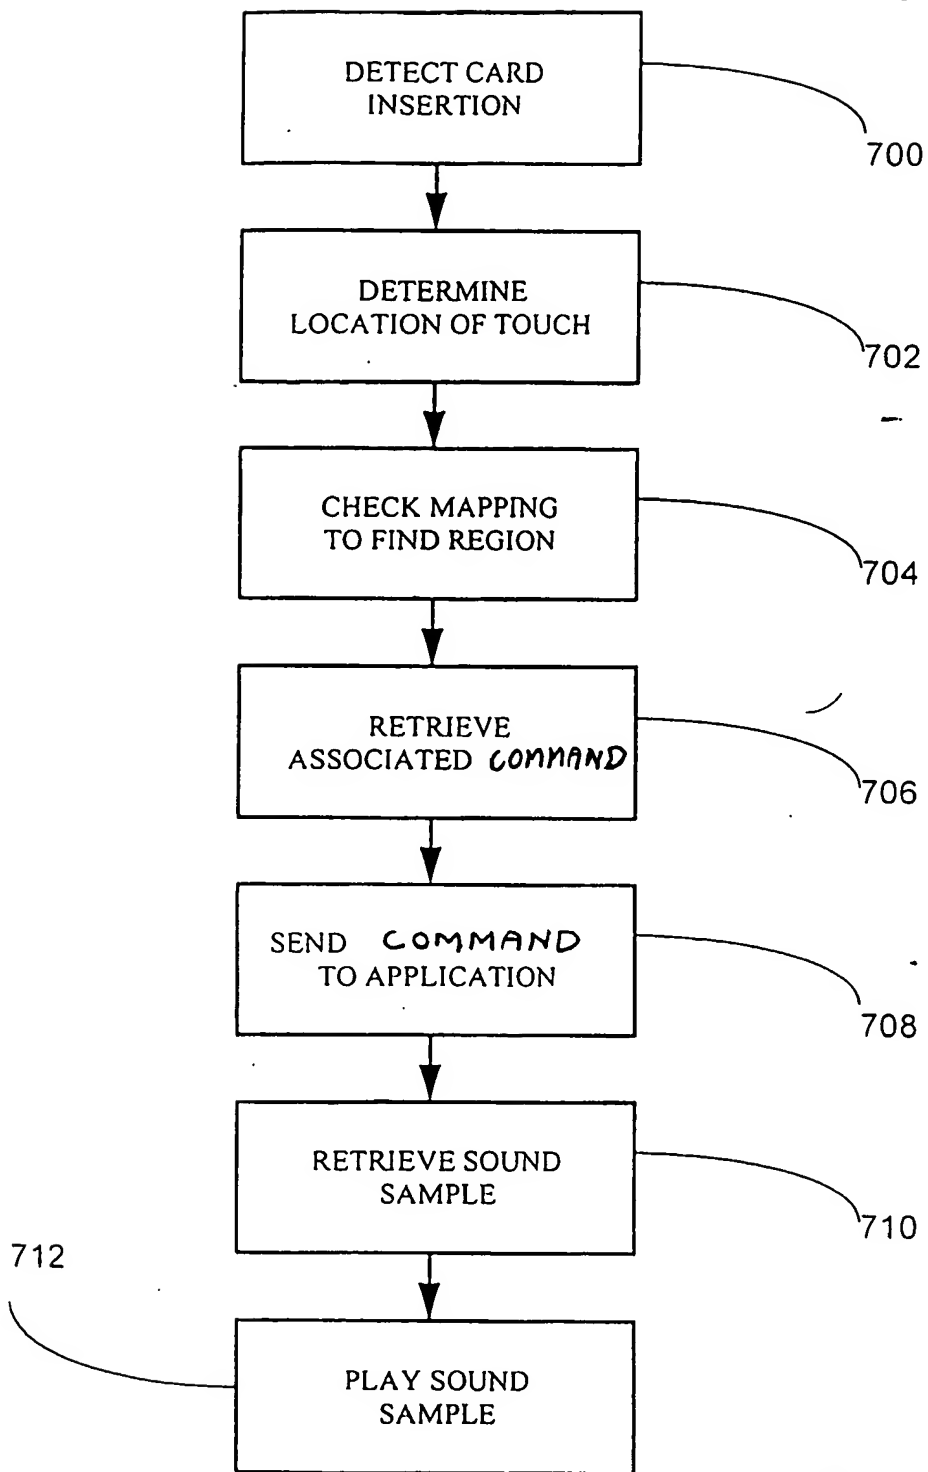 DETECT CARD
INSERTION
700
DETERMINE
LOCATION OF TOUCH
702
CHECK MAPPING
TO FIND REGION
704
RETRIEVE
ASSOCIATED COMMAND
706
SEND COMMAND
TO APPLICATION
708
RETRIEVE SOUND
SAMPLE
710
712
PLAY SOUND
SAMPLE